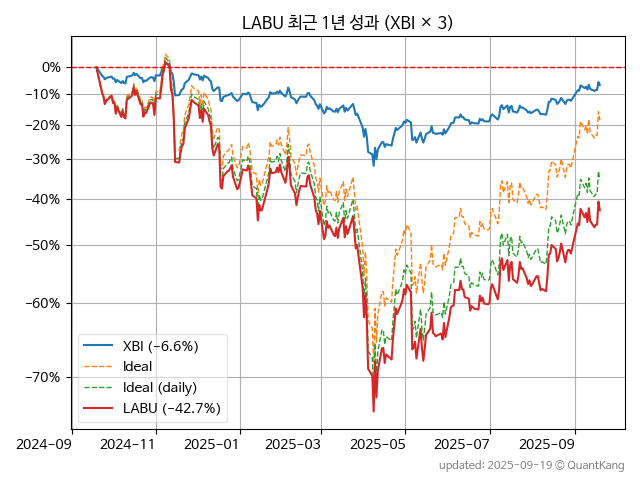 LABU 최근 1년 성과 (XBI × 3)
0%
−10%
−20%
−30%
−40%
−50%
−60%
−70%
XBI (−6.6%)
Ideal
Ideal (daily)
LABU (−42.7%)
2024-09 2024-11 2025-01 2025-03 2025-05 2025-07 2025-09
updated: 2025-09-19 © QuantKang